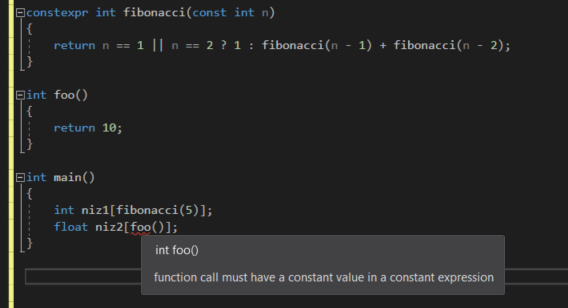 constexpr int fibonacci(const int n)
{
return n == 1 || n == 2 ? 1 : fibonacci(n - 1) + fibonacci(n - 2);
}
int foo()
{
return 10;
}
int main()
{
int niz1[fibonacci(5)];
float niz2[foo()];
}
int foo()
function call must have a constant value in a constant expression